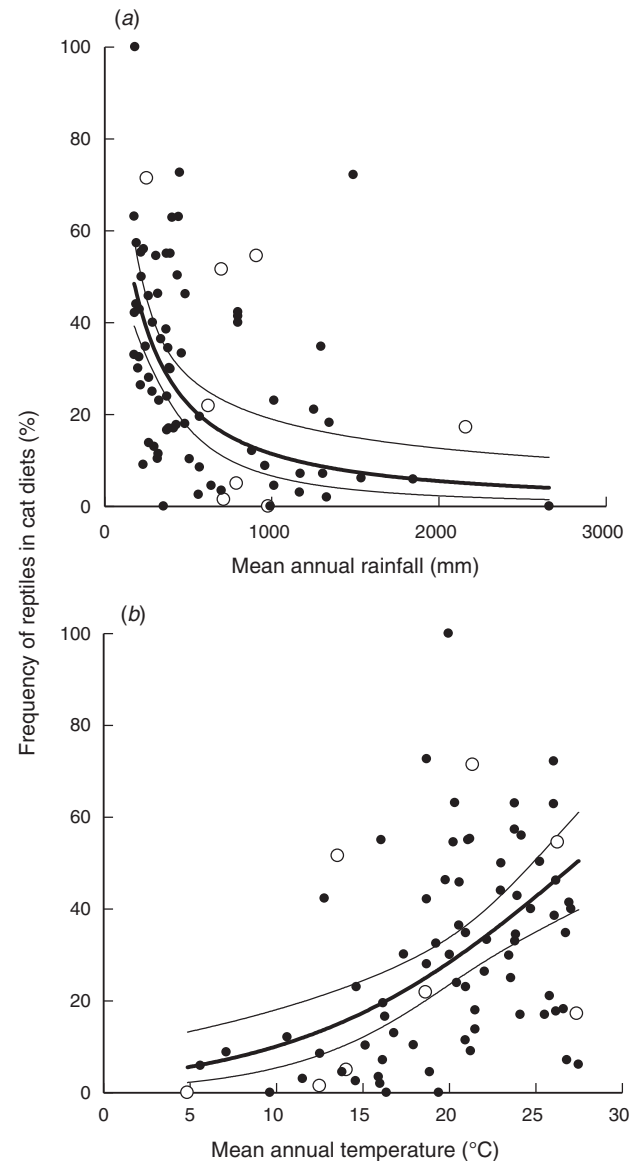 (a)
100
80
60
40
20
0
0 1000 2000 3000
Mean annual rainfall (mm)
Frequency of reptiles in cat diets (%)
(b)
100
80
60
40
20
0
0 5 10 15 20 25 30
Mean annual temperature (°C)